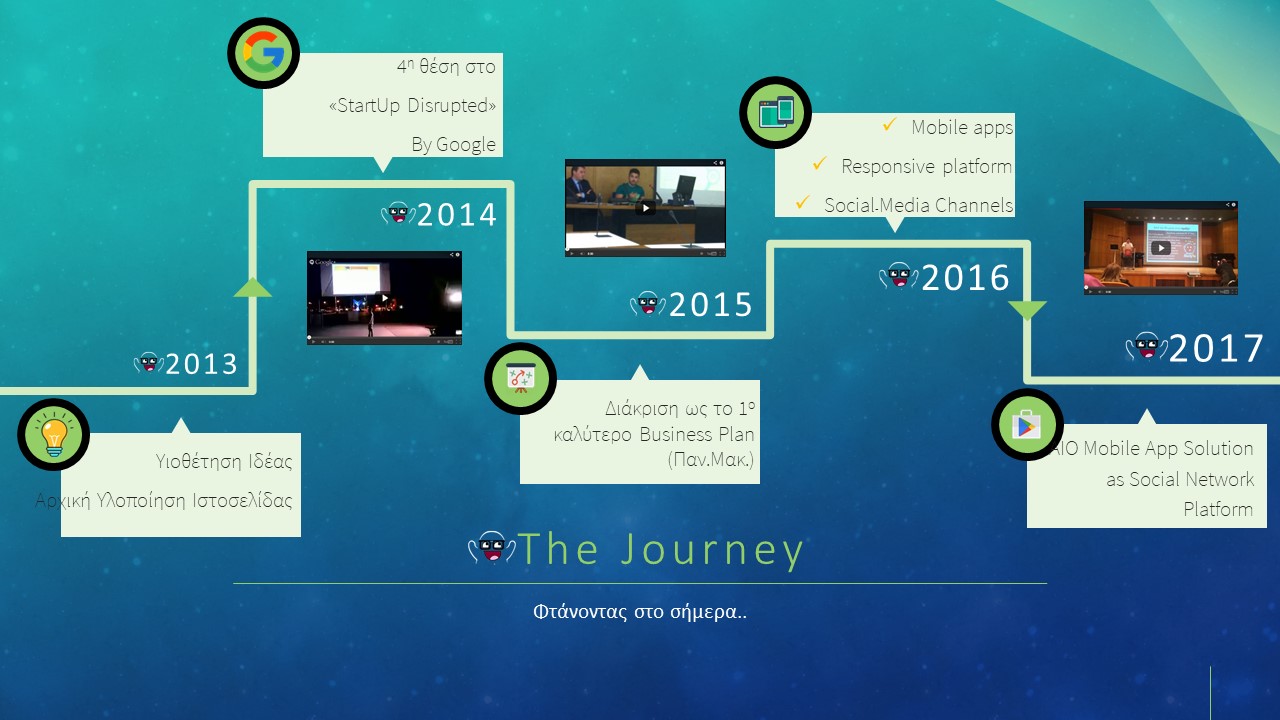 4η θέση στο
«StartUp Disrupted»
By Google
2014
2013
Υιοθέτηση Ιδέας
Αρχική Υλοποίηση Ιστοσελίδας
2015
Διάκριση ως το 1ο
καλύτερο Business Plan
(Παν.Μακ.)
✓ Mobile apps
✓ Responsive platform
✓ Social Media Channels
2016
2017
AIO Mobile App Solution
as Social Network
Platform
The Journey
Φτάνοντας στο σήμερα..